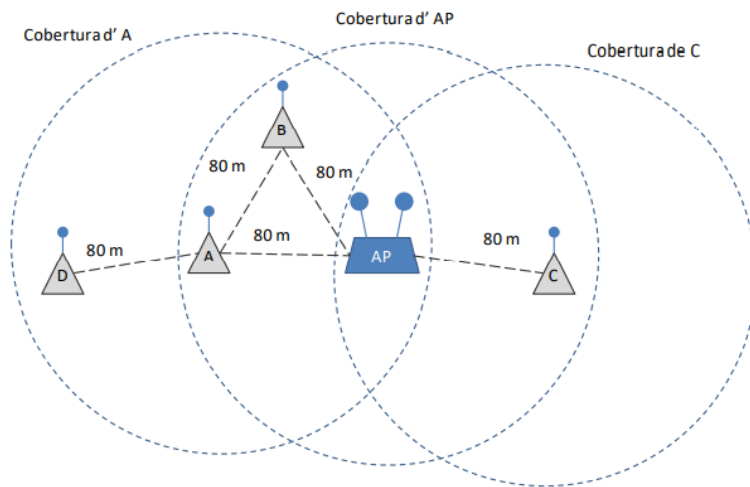 Cobertura d' A
Cobertura d' AP
Cobertura de C
B
80 m
80 m
80 m
80 m
80 m
D
A
AP
C